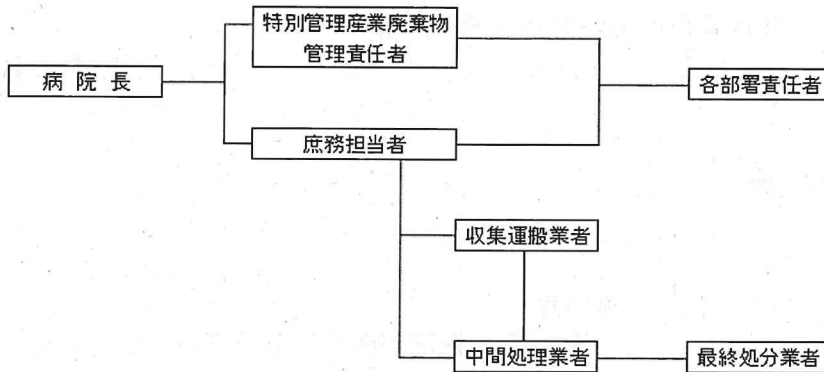 特別管理産業廃棄物
管理責任者
病院長
各部署責任者
庶務担当者
収集運搬業者
中間処理業者
最終処分業者